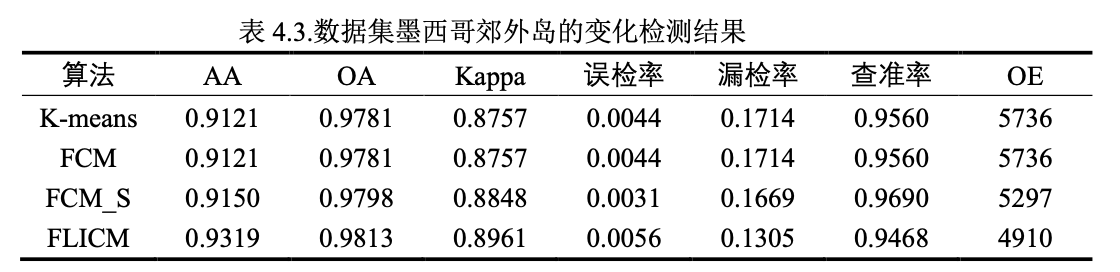 表 4.3.数据集墨西哥郊外岛的变化检测结果
算法 AA OA Kappa 误检率 漏检率 查准率 OE
K-means 0.9121 0.9781 0.8757 0.0044 0.1714 0.9560 5736
FCM 0.9121 0.9781 0.8757 0.0044 0.1714 0.9560 5736
FCM_S 0.9150 0.9798 0.8848 0.0031 0.1669 0.9690 5297
FLICM 0.9319 0.9813 0.8961 0.0056 0.1305 0.9468 4910